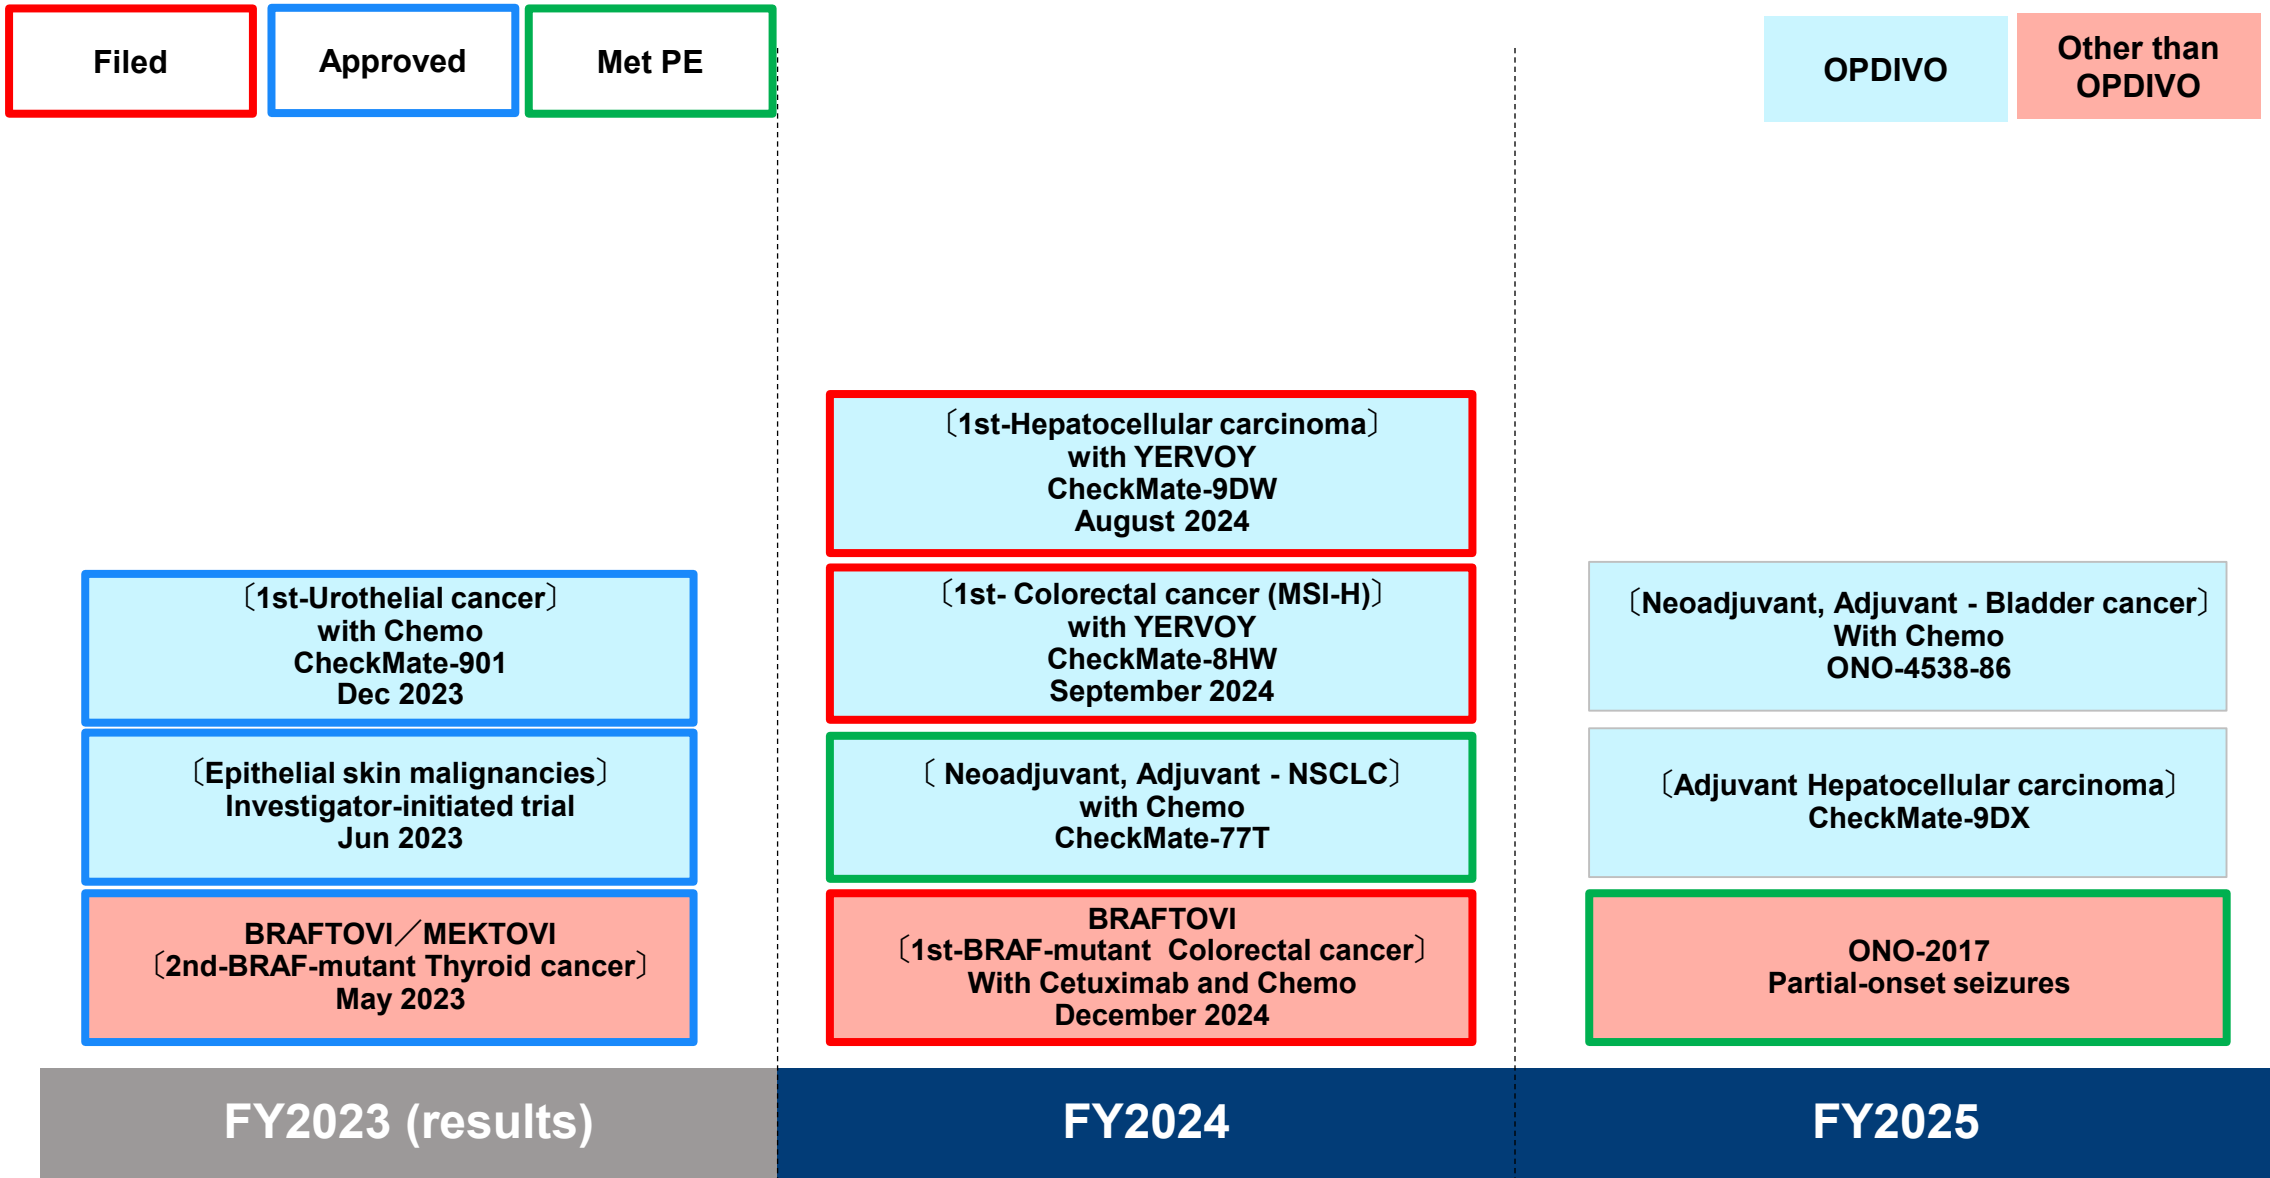 Filed
Approved
Met PE
OPDIVO
Other than
OPDIVO
〔1st-Urothelial cancer〕
with Chemo
CheckMate-901
Dec 2023
〔Epithelial skin malignancies〕
Investigator-initiated trial
Jun 2023
BRAFTOVI／MEKTOVI
〔2nd-BRAF-mutant Thyroid cancer〕
May 2023
〔1st-Hepatocellular carcinoma〕
with YERVOY
CheckMate-9DW
August 2024
〔1st- Colorectal cancer (MSI-H)〕
with YERVOY
CheckMate-8HW
September 2024
〔 Neoadjuvant, Adjuvant - NSCLC〕
with Chemo
CheckMate-77T
BRAFTOVI
〔1st-BRAF-mutant  Colorectal cancer〕
With Cetuximab and Chemo
December 2024
〔Neoadjuvant, Adjuvant - Bladder cancer〕
With Chemo
ONO-4538-86
〔Adjuvant Hepatocellular carcinoma〕
CheckMate-9DX
ONO-2017
Partial-onset seizures
FY2023 (results)
FY2024
FY2025